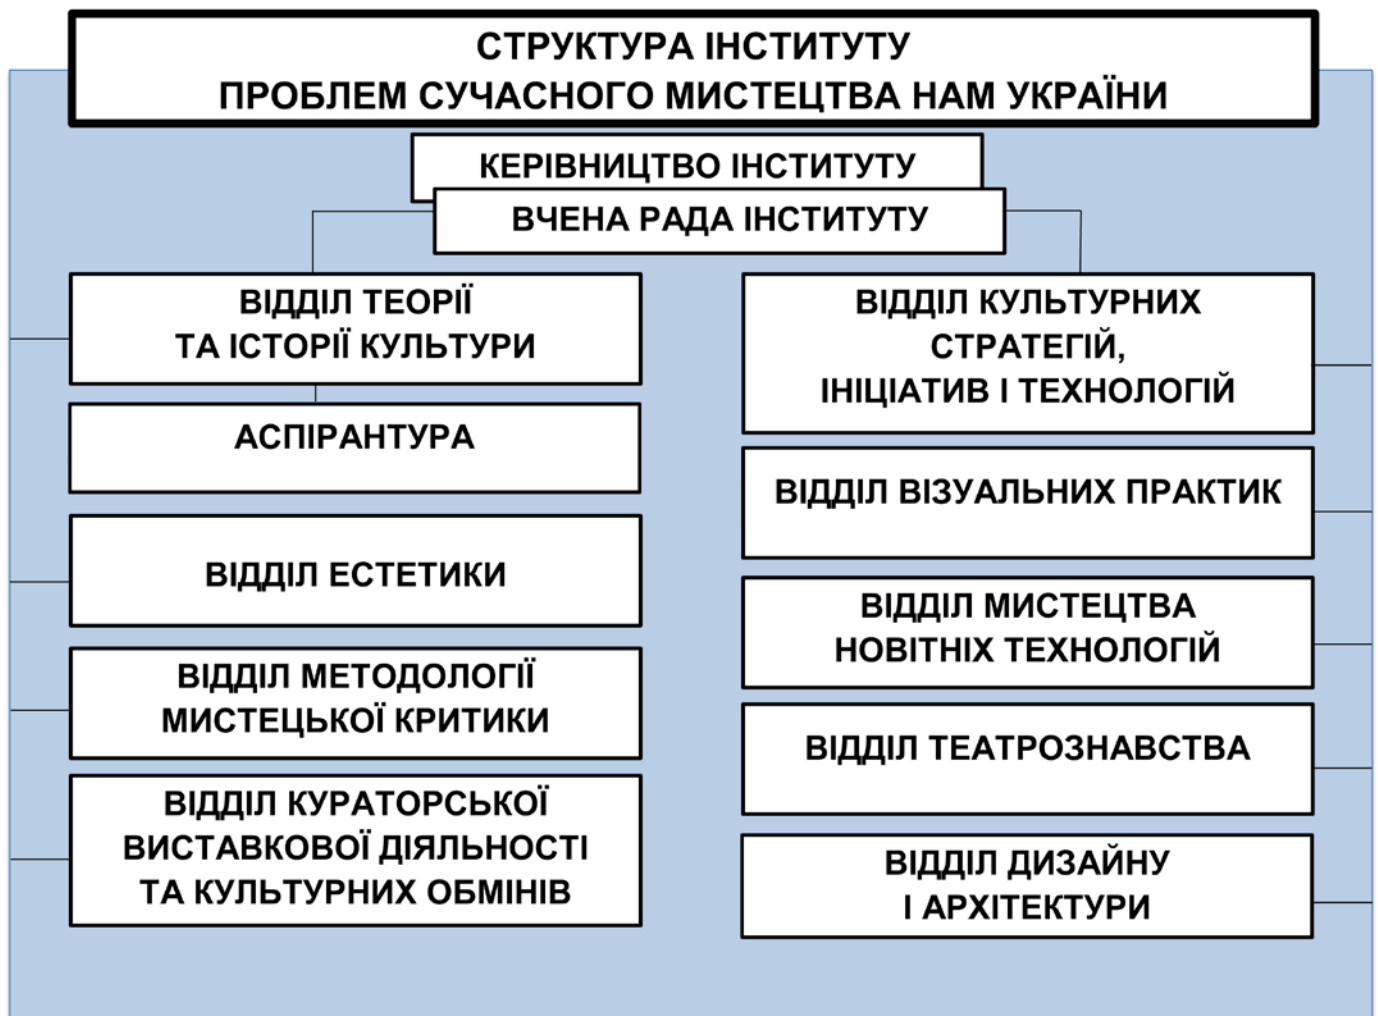 СТРУКТУРА ІНСТИТУТУ
ПРОБЛЕМ СУЧАСНОГО МИСТЕЦТВА НАМ УКРАЇНИ
КЕРІВНИЦТВО ІНСТИТУТУ
ВЧЕНА РАДА ІНСТИТУТУ
ВІДДІЛ ТЕОРІЇ
ТА ІСТОРІЇ КУЛЬТУРИ
АСПІРАНТУРА
ВІДДІЛ ЕСТЕТИКИ
ВІДДІЛ МЕТОДОЛОГІЇ
МИСТЕЦЬКОЇ КРИТИКИ
ВІДДІЛ КУРАТОРСЬКОЇ
ВИСТАВКОВОЇ ДІЯЛЬНОСТІ
ТА КУЛЬТУРНИХ ОБМІНІВ
ВІДДІЛ КУЛЬТУРНИХ
СТРАТЕГІЙ,
ІНІЦІАТИВ І ТЕХНОЛОГІЙ
ВІДДІЛ ВІЗУАЛЬНИХ ПРАКТИК
ВІДДІЛ МИСТЕЦТВА
НОВІТНІХ ТЕХНОЛОГІЙ
ВІДДІЛ ТЕАТРОЗНАВСТВА
ВІДДІЛ ДИЗАЙНУ
І АРХІТЕКТУРИ